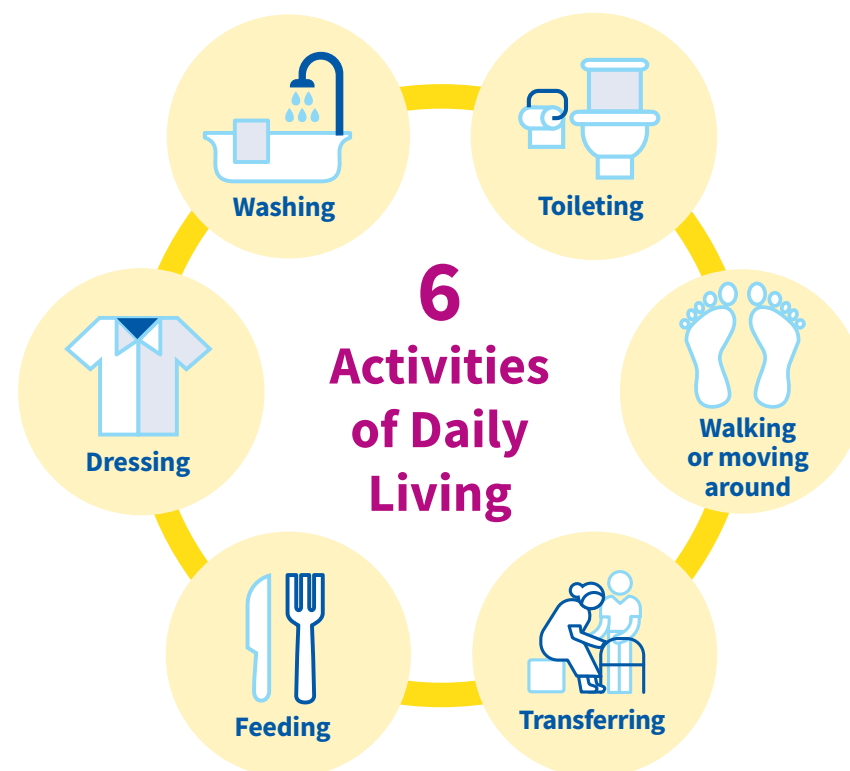 Washing
Toileting
6
Activities
of Daily
Living
Dressing
Walking
or moving
around
Feeding
Transferring